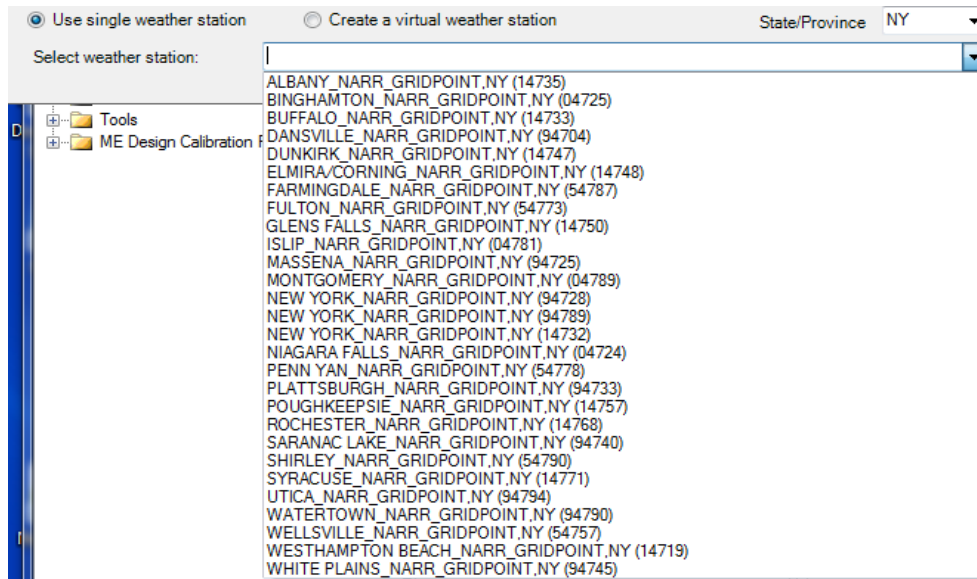 Use single weather station Create a virtual weather station State/Province NY
Select weather station:
ALBANY_NARR_GRIDPOINT,NY (14735)
BINGHAMTON_NARR_GRIDPOINT,NY (04725)
Tools BUFFALO_NARR_GRIDPOINT,NY (14733)
D DANSVILLE_NARR_GRIDPOINT,NY (94704)
ME Design Calibration F DUNKIRK_NARR_GRIDPOINT,NY (14747)
ELMIRA/CORNING_NARR_GRIDPOINT,NY (14748)
FARMINGDALE_NARR_GRIDPOINT,NY (54787)
FULTON_NARR_GRIDPOINT,NY (54773)
GLENS FALLS_NARR_GRIDPOINT,NY (14750)
ISLIP_NARR_GRIDPOINT,NY (04781)
MASSENA_NARR_GRIDPOINT,NY (94725)
MONTGOMERY_NARR_GRIDPOINT,NY (04789)
NEW YORK_NARR_GRIDPOINT,NY (94728)
NEW YORK_NARR_GRIDPOINT,NY (94789)
NEW YORK_NARR_GRIDPOINT,NY (14732)
NIAGARA FALLS_NARR_GRIDPOINT,NY (04724)
PENN YAN_NARR_GRIDPOINT,NY (54778)
PLATTSBURGH_NARR_GRIDPOINT,NY (94733)
POUGHKEEPSIE_NARR_GRIDPOINT,NY (14757)
ROCHESTER_NARR_GRIDPOINT,NY (14768)
SARANAC LAKE_NARR_GRIDPOINT,NY (94740)
SHIRLEY_NARR_GRIDPOINT,NY (54790)
SYRACUSE_NARR_GRIDPOINT,NY (14771)
UTICA_NARR_GRIDPOINT,NY (94794)
WATERTOWN_NARR_GRIDPOINT,NY (94790)
WELLSVILLE_NARR_GRIDPOINT,NY (54757)
WESTHAMPTON BEACH_NARR_GRIDPOINT,NY (14719)
WHITE PLAINS_NARR_GRIDPOINT,NY (94745)